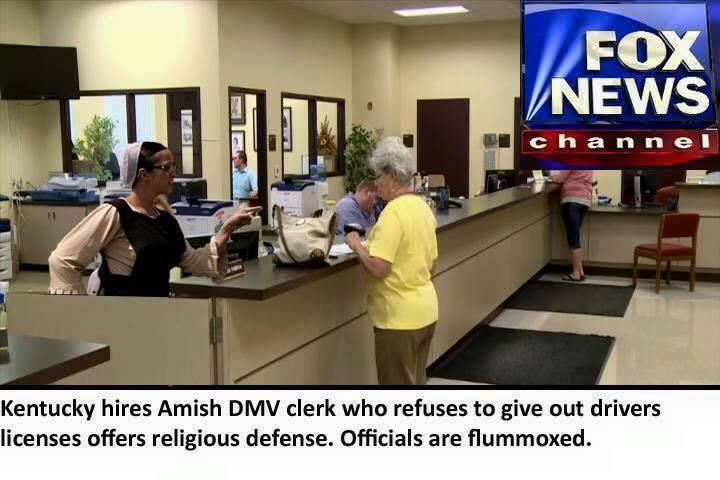 FOX
NEWS
channel
Kentucky hires Amish DMV clerk who refuses to give out drivers
licenses offers religious defense. Officials are flummoxed.